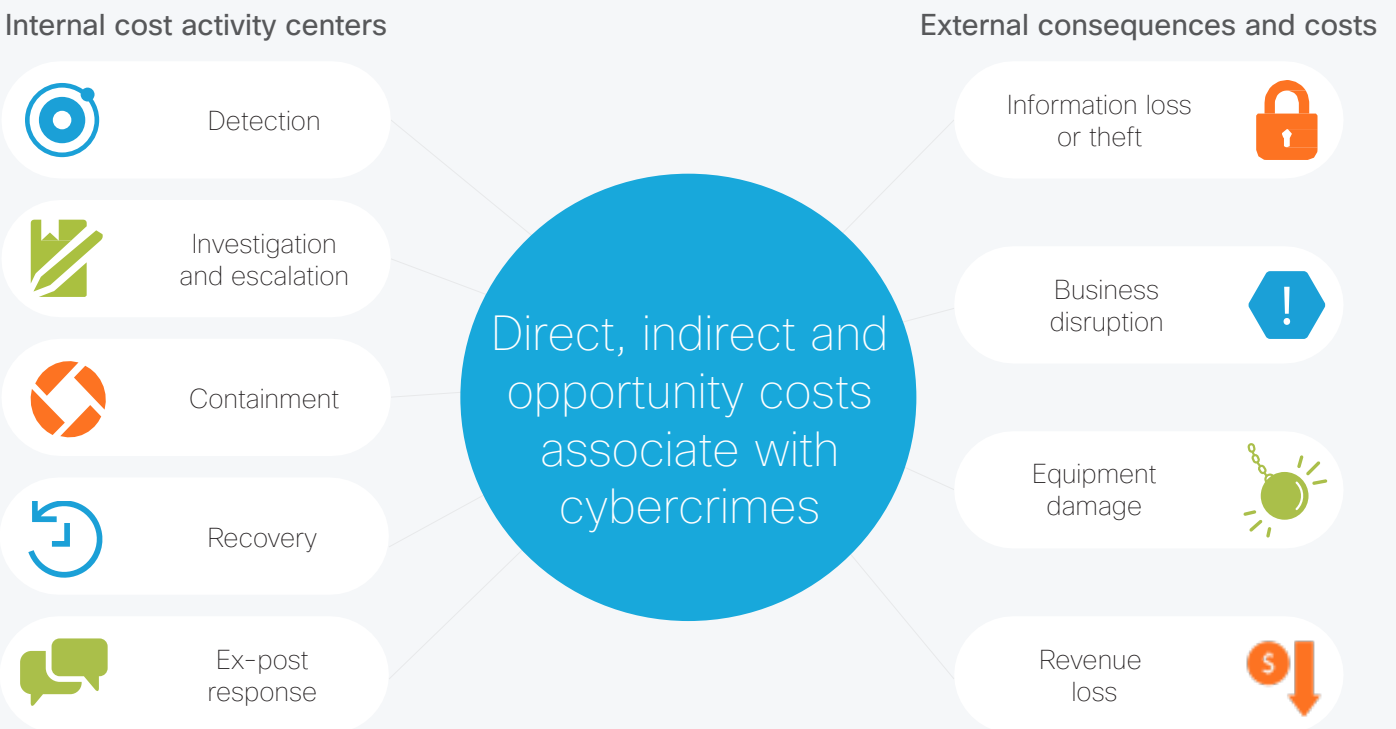 Internal cost activity centers
Detection
Investigation
and escalation
Containment
Recovery
Ex-post
response
Direct, indirect and
opportunity costs
associate with
cybercrimes
External consequences and costs
Information loss
or theft
Business
disruption
!
Equipment
damage
Revenue
loss
$